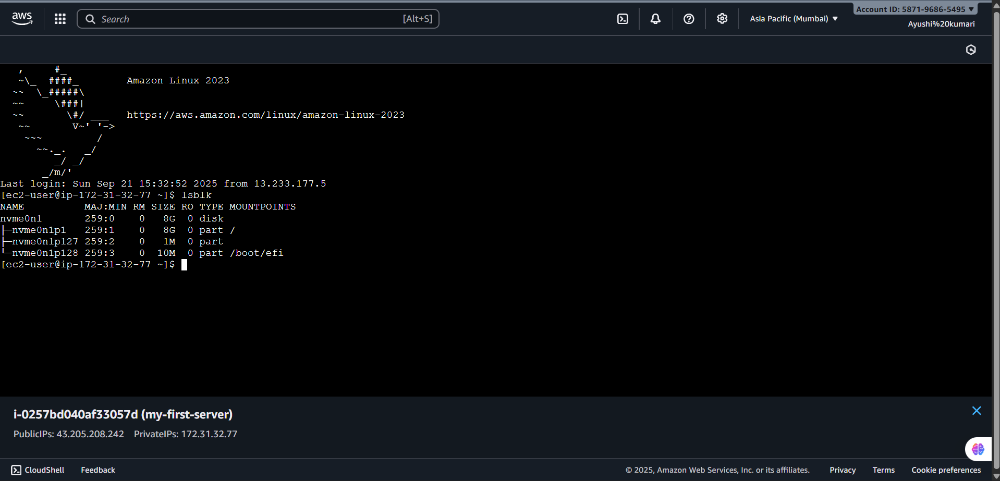 aws
Search [Alt+S]
Asia Pacific (Mumbai)
Account ID: 5871-9686-5495
Ayushi%20kumari
   ,     #_
   ~\_  ####_        Amazon Linux 2023
  ~~  \_#####\
  ~~     \###|
  ~~       \#/ ___   https://aws.amazon.com/linux/amazon-linux-2023
   ~~       V~' '->
    ~~~         /
      ~~._.   _/
         _/ _/
       _/m/'
Last login: Sun Sep 21 15:32:52 2025 from 13.233.177.5
[ec2-user@ip-172-31-32-77 ~]$ lsblk
NAME          MAJ:MIN RM SIZE RO TYPE MOUNTPOINTS
nvme0n1       259:0    0   8G  0 disk
├─nvme0n1p1   259:1    0   8G  0 part /
├─nvme0n1p127 259:2    0   1M  0 part
└─nvme0n1p128 259:3    0  10M  0 part /boot/efi
[ec2-user@ip-172-31-32-77 ~]$
i-0257bd040af33057d (my-first-server)
PublicIPs: 43.205.208.242 PrivateIPs: 172.31.32.77
CloudShell Feedback © 2025, Amazon Web Services, Inc. or its affiliates. Privacy Terms Cookie preferences